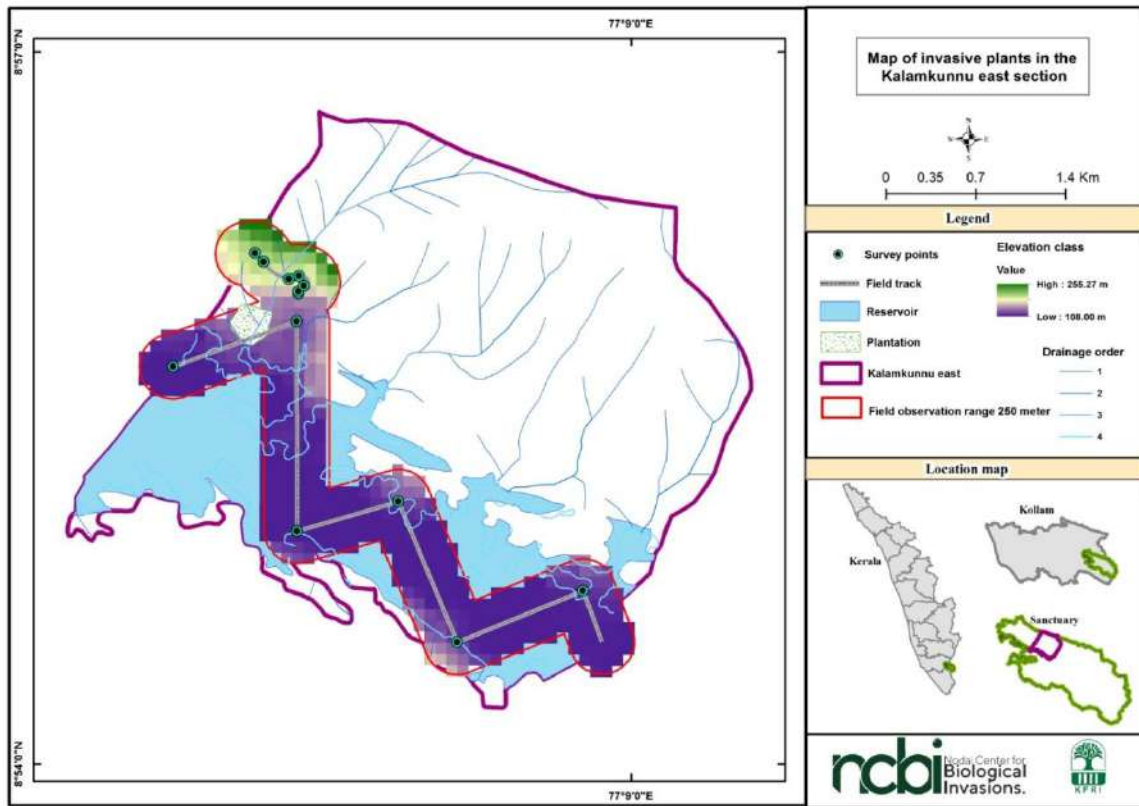 77°9'0"E
8°57'0"N
8°54'0"N
77°9'0"E
Map of invasive plants in the
Kalamkunnu east section
N
W E
S
0 0.35 0.7 1.4 Km
Legend
Survey points
Field track
Reservoir
Plantation
Kalamkunnu east
Field observation range 250 meter
Elevation class
Value
High : 255.27 m
Low : 108.00 m
Drainage order
1
2
3
4
Location map
Kerala
Kollam
Sanctuary
ncbi
Nodal Center for
Biological
Invasions.
KFRI